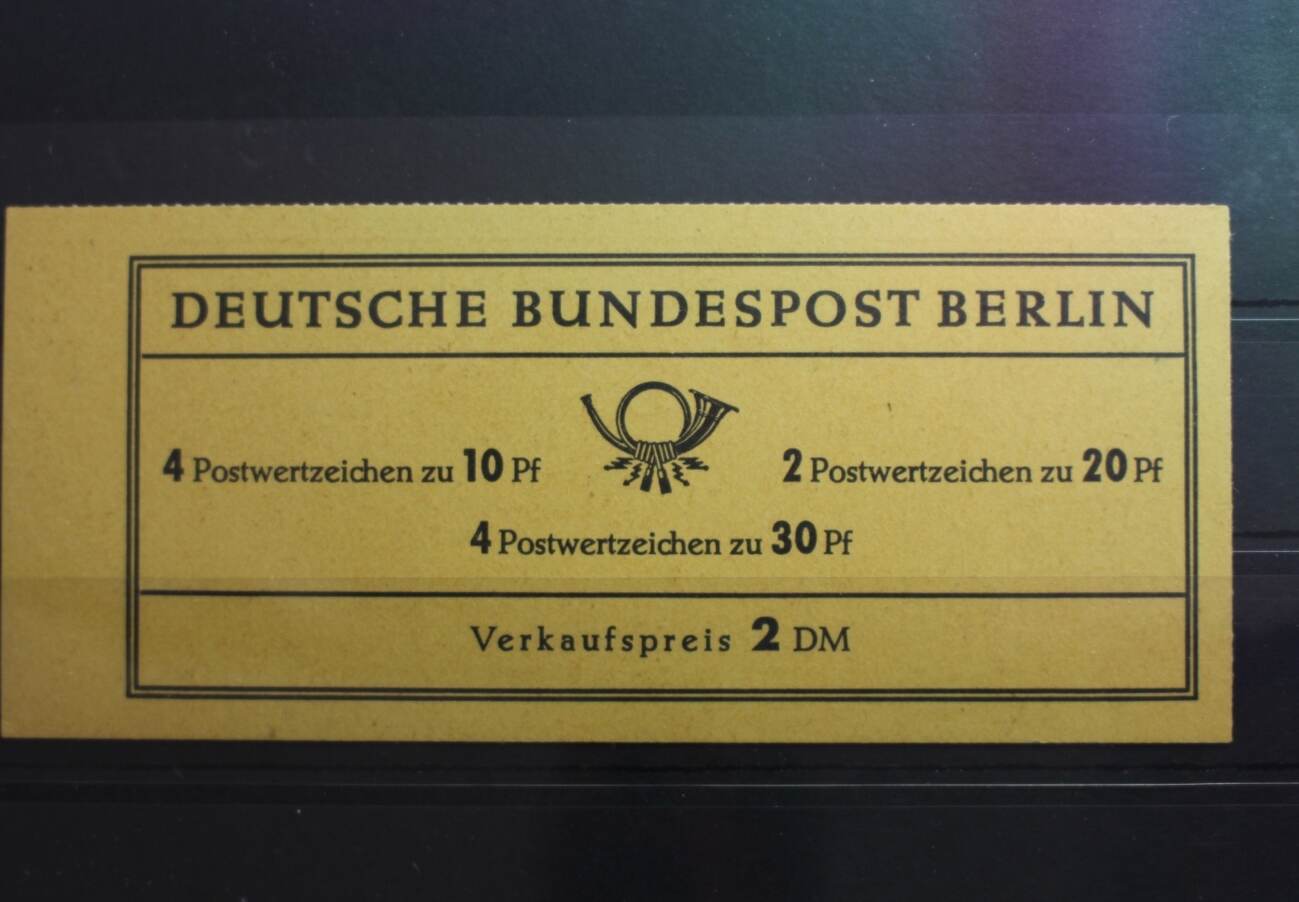 DEUTSCHE BUNDESPOST BERLIN
4 Postwertzeichen zu 10 Pf
2 Postwertzeichen zu 20 Pf
4 Postwertzeichen zu 30 Pf
Verkaufspreis 2 DM